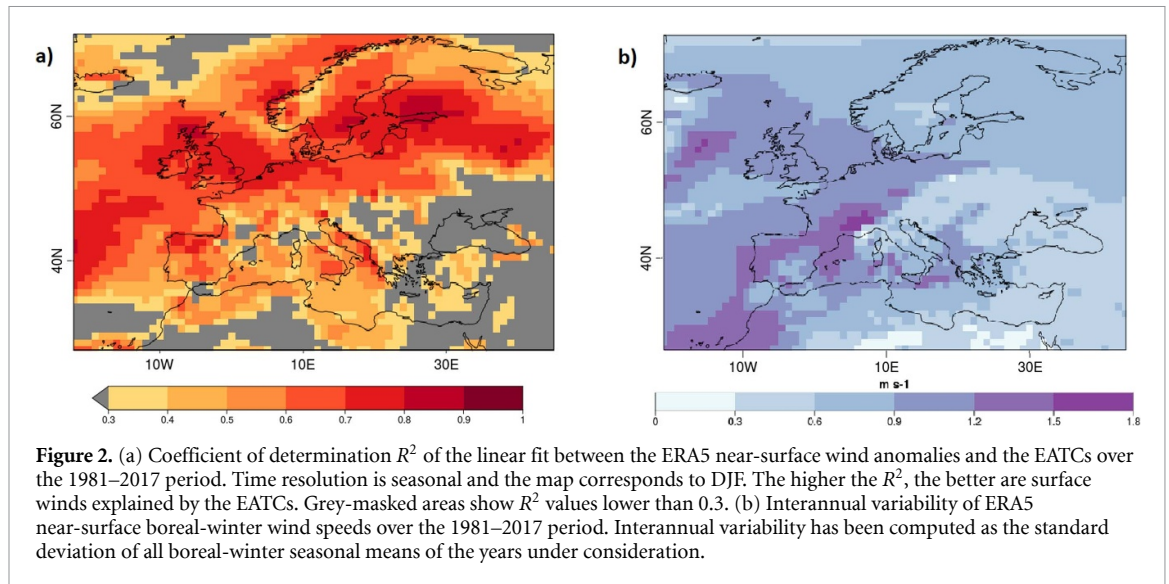 a)
b)
60N
40N
10W
10E
30E
0.3
0.4
0.5
0.6
0.7
0.8
0.9
1
60N
40N
10W
10E
30E
m s-1
0
0.3
0.6
0.9
1.2
1.5
1.8
Figure 2. (a) Coefficient of determination R² of the linear fit between the ERA5 near-surface wind anomalies and the EATCs over
the 1981–2017 period. Time resolution is seasonal and the map corresponds to DJF. The higher the R², the better are surface
winds explained by the EATCs. Grey-masked areas show R² values lower than 0.3. (b) Interannual variability of ERA5
near-surface boreal-winter wind speeds over the 1981–2017 period. Interannual variability has been computed as the standard
deviation of all boreal-winter seasonal means of the years under consideration.